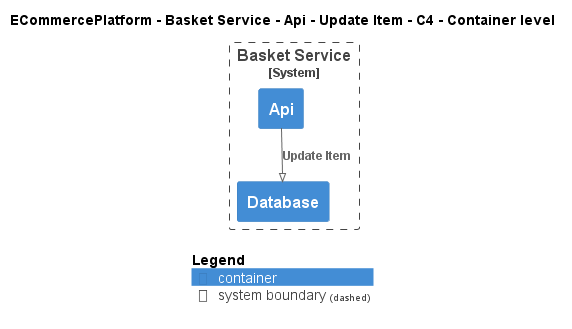 ECommercePlatform - Basket Service - Api - Update Item - C4 - Container level
Basket Service
[System]
Api
Update Item
Database
Legend
container
system boundary (dashed)